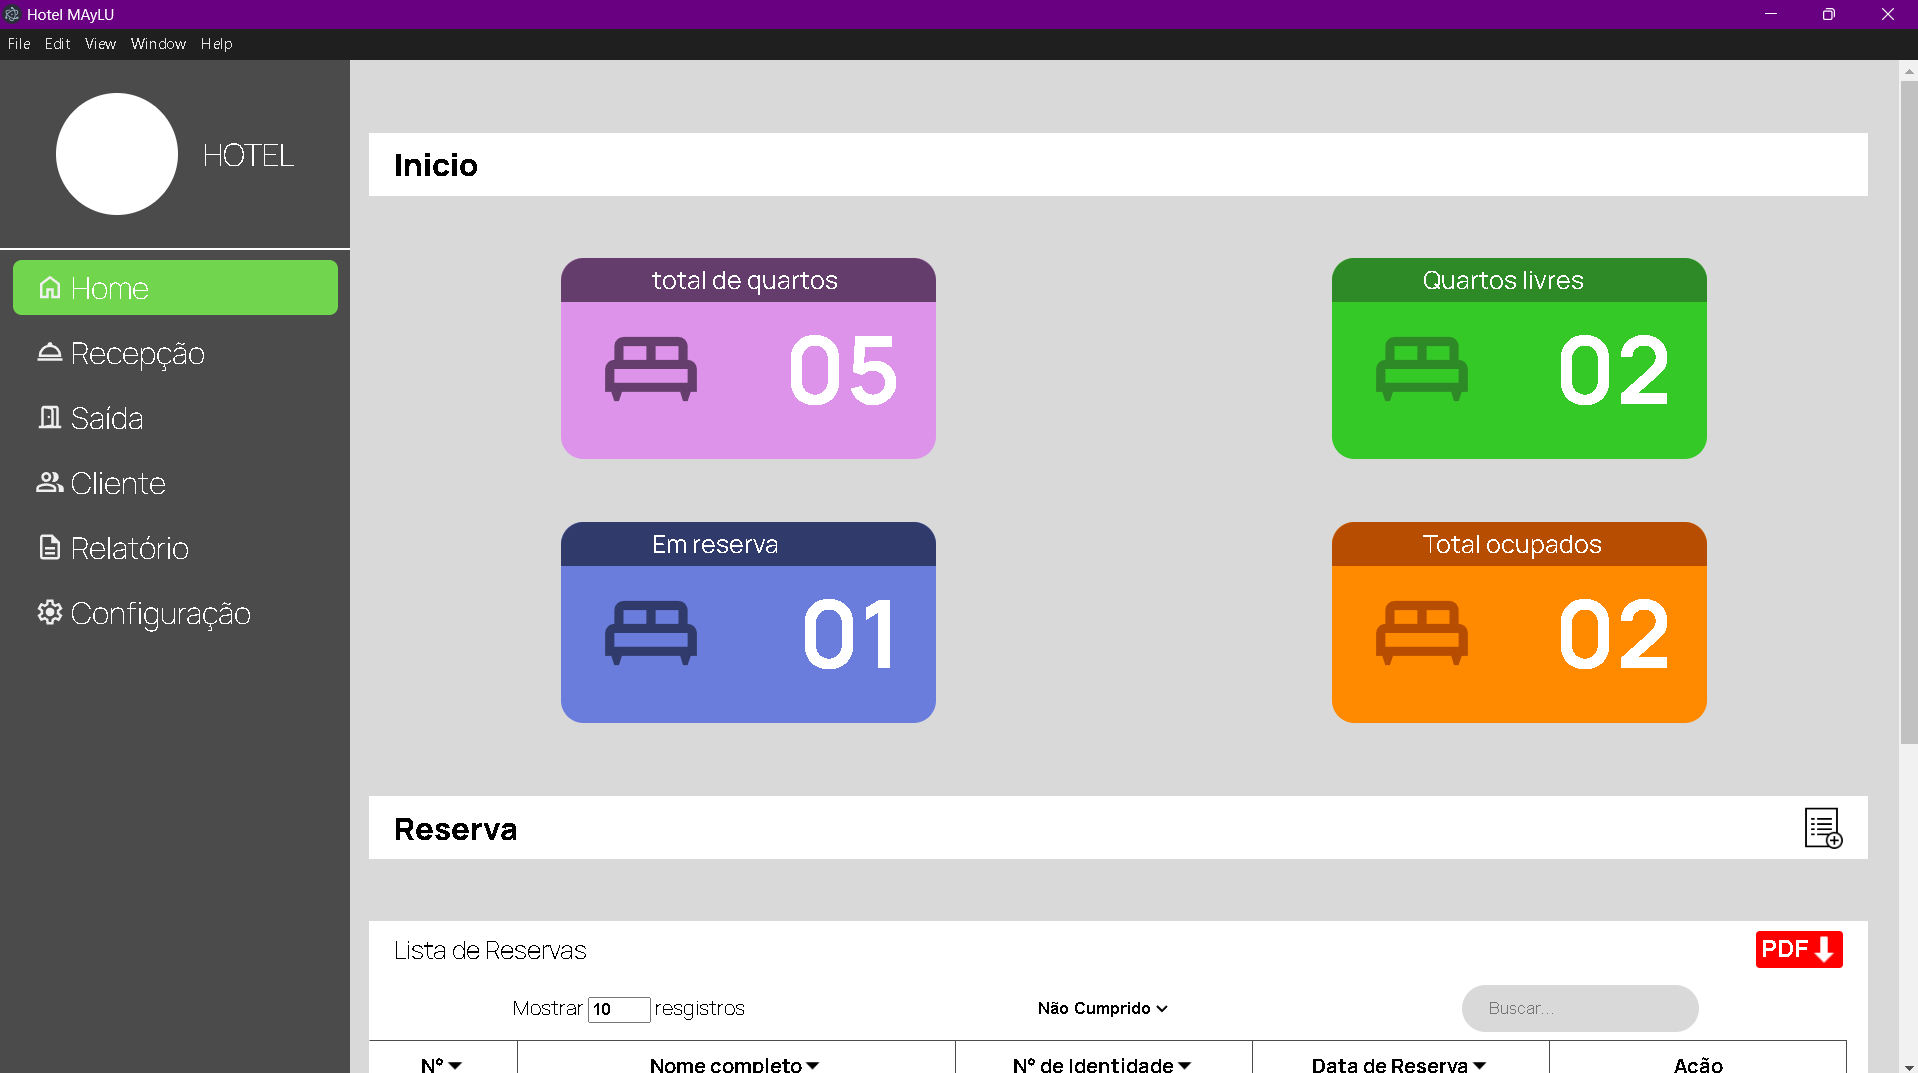 Hotel MAyLU
File Edit View Window Help
HOTEL
Home
Recepção
Saída
Cliente
Relatório
Configuração
Inicio
total de quartos
05
Quartos livres
02
Em reserva
01
Total ocupados
02
Reserva
Lista de Reservas
PDF
Mostrar 10 resgistros
Não Cumprido
Buscar...
Nº Nome completo Nº de Identidade Data de Reserva Ação